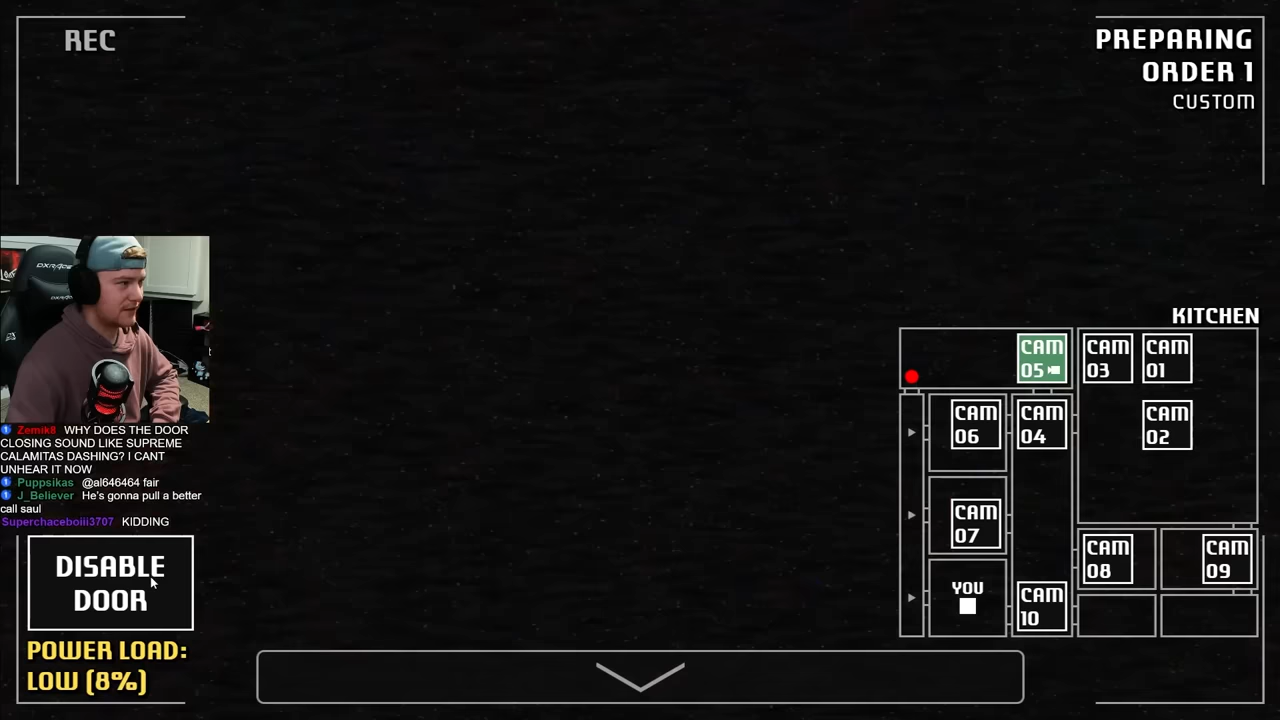 REC
PREPARING
ORDER 1
CUSTOM
Zemik8 WHY DOES THE DOOR
CLOSING SOUND LIKE SUPREME
CALAMITAS DASHING? I CANT
UNHEAR IT NOW
Puppsikas @al646464 fair
J_Believer He's gonna pull a better
call saul
Superchaceboiii3707 KIDDING
DISABLE
DOOR
POWER LOAD:
LOW (8%)
KITCHEN
CAM
05
CAM
03
CAM
01
CAM
06
CAM
04
CAM
02
CAM
07
CAM
08
CAM
09
YOU
CAM
10